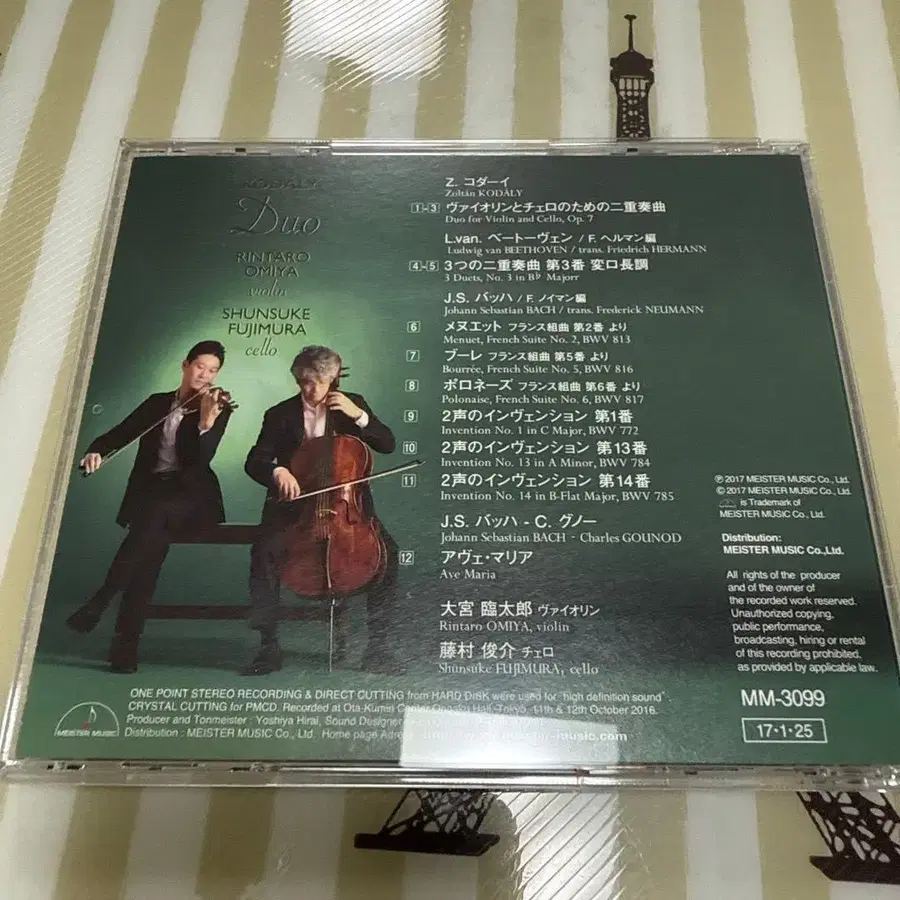 KODÁLY
Duo
RINTARO
OMIYA
violin
SHUNSUKE
FUJIMURA
cello
Z. コダーイ
Zoltán KODÁLY
1-3 ヴァイオリンとチェロのための二重奏曲
Duo for Violin and Cello, Op. 7
L.van. ベートーヴェン / F. ヘルマン編
Ludwig van BEETHOVEN / trans. Friedrich HERMANN
4-5 3つの二重奏曲 第3番 変ロ長調
3 Duets, No. 3 in B♭ Majorr
J.S. バッハ / F. ノイマン編
Johann Sebastian BACH / trans. Frederick NEUMANN
6 メヌエット フランス組曲 第2番 より
Menuet, French Suite No. 2, BWV 813
7 ブーレ フランス組曲 第5番 より
Bourrée, French Suite No. 5, BWV 816
8 ポロネーズ フランス組曲 第6番 より
Polonaise, French Suite No. 6, BWV 817
9 2声のインヴェンション 第1番
Invention No. 1 in C Major, BWV 772
10 2声のインヴェンション 第13番
Invention No. 13 in A Minor, BWV 784
11 2声のインヴェンション 第14番
Invention No. 14 in B-Flat Major, BWV 785
J.S. バッハ - C. グノー
Johann Sebastian BACH - Charles GOUNOD
12 アヴェ・マリア
Ave Maria
大宮 臨太郎 ヴァイオリン
Rintaro OMIYA, violin
藤村 俊介 チェロ
Shunsuke FUJIMURA, cello
℗ 2017 MEISTER MUSIC Co., Ltd.
© 2017 MEISTER MUSIC Co., Ltd.
is Trademark of
MEISTER MUSIC Co., Ltd.
Distribution:
MEISTER MUSIC Co.,Ltd.
All rights of the producer
and of the owner of
the recorded work reserved.
Unauthorized copying,
public performance,
broadcasting, hiring or rental
of this recording prohibited,
as provided by applicable law.
ONE POINT STEREO RECORDING & DIRECT CUTTING from HARD DISK were used for "high definition sound"
CRYSTAL CUTTING for PMCD. Recorded at Ota-Kumin Center Ongaku Hall, Tokyo, 11th & 12th October 2016.
Producer and Tonmeister : Yoshiya Hirai, Sound Designer
Distribution : MEISTER MUSIC Co., Ltd. Home page
MEISTER MUSIC
MM-3099
17・1・25